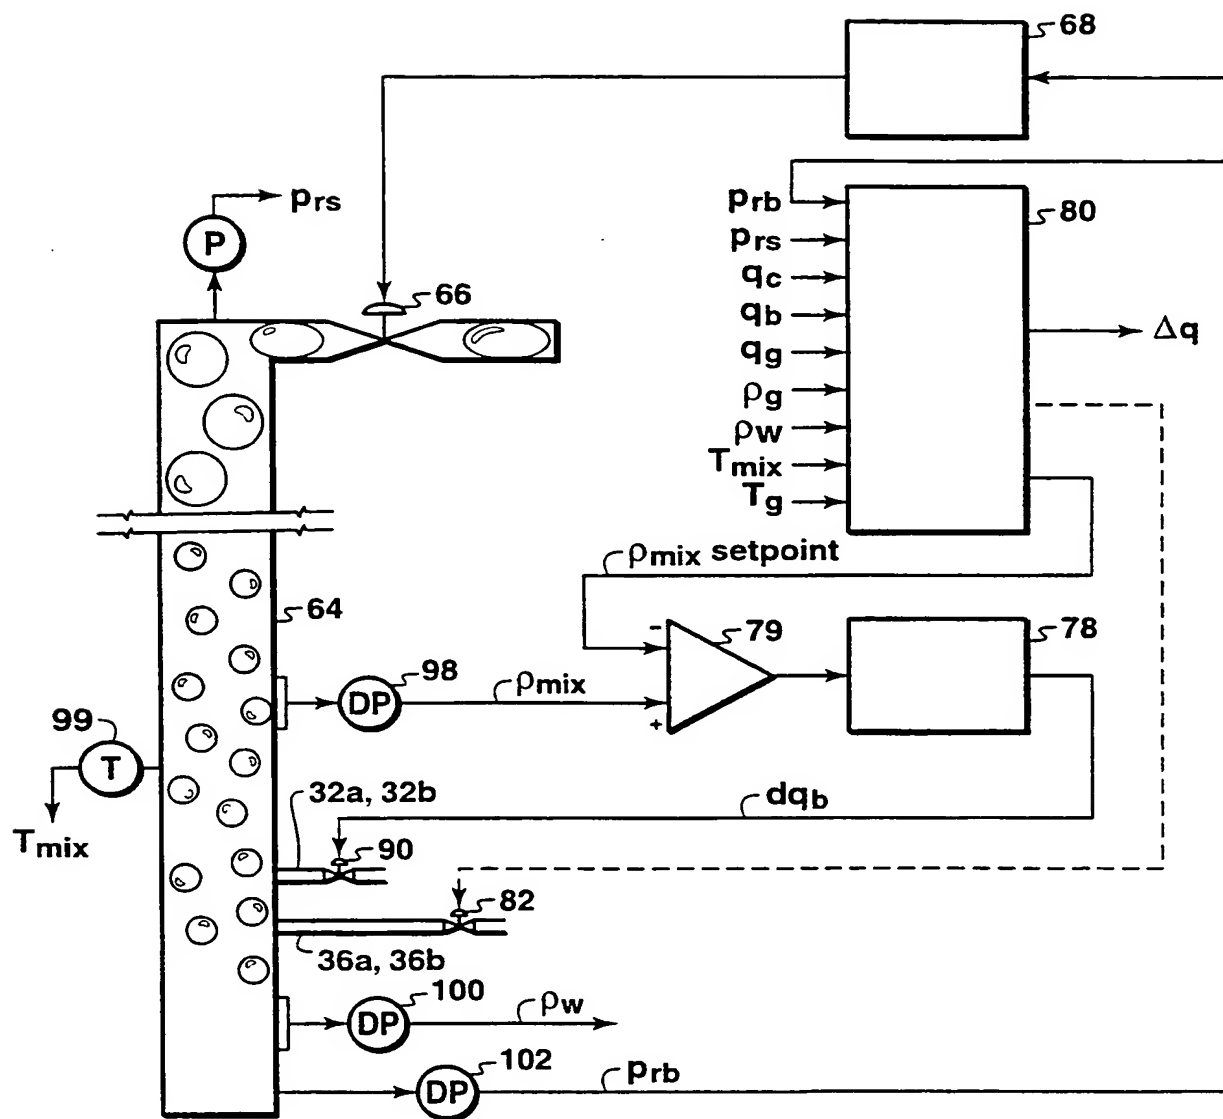 68
prs
P
prb
80
prs
qc
66
qb
Δq
qg
ρg
ρw
Tmix
Tg
ρmix setpoint
64
-
79
78
98
DP
ρmix
+
99
T
32a, 32b
dqb
Tmix
90
82
36a, 36b
100
DP
ρw
102
DP
prb